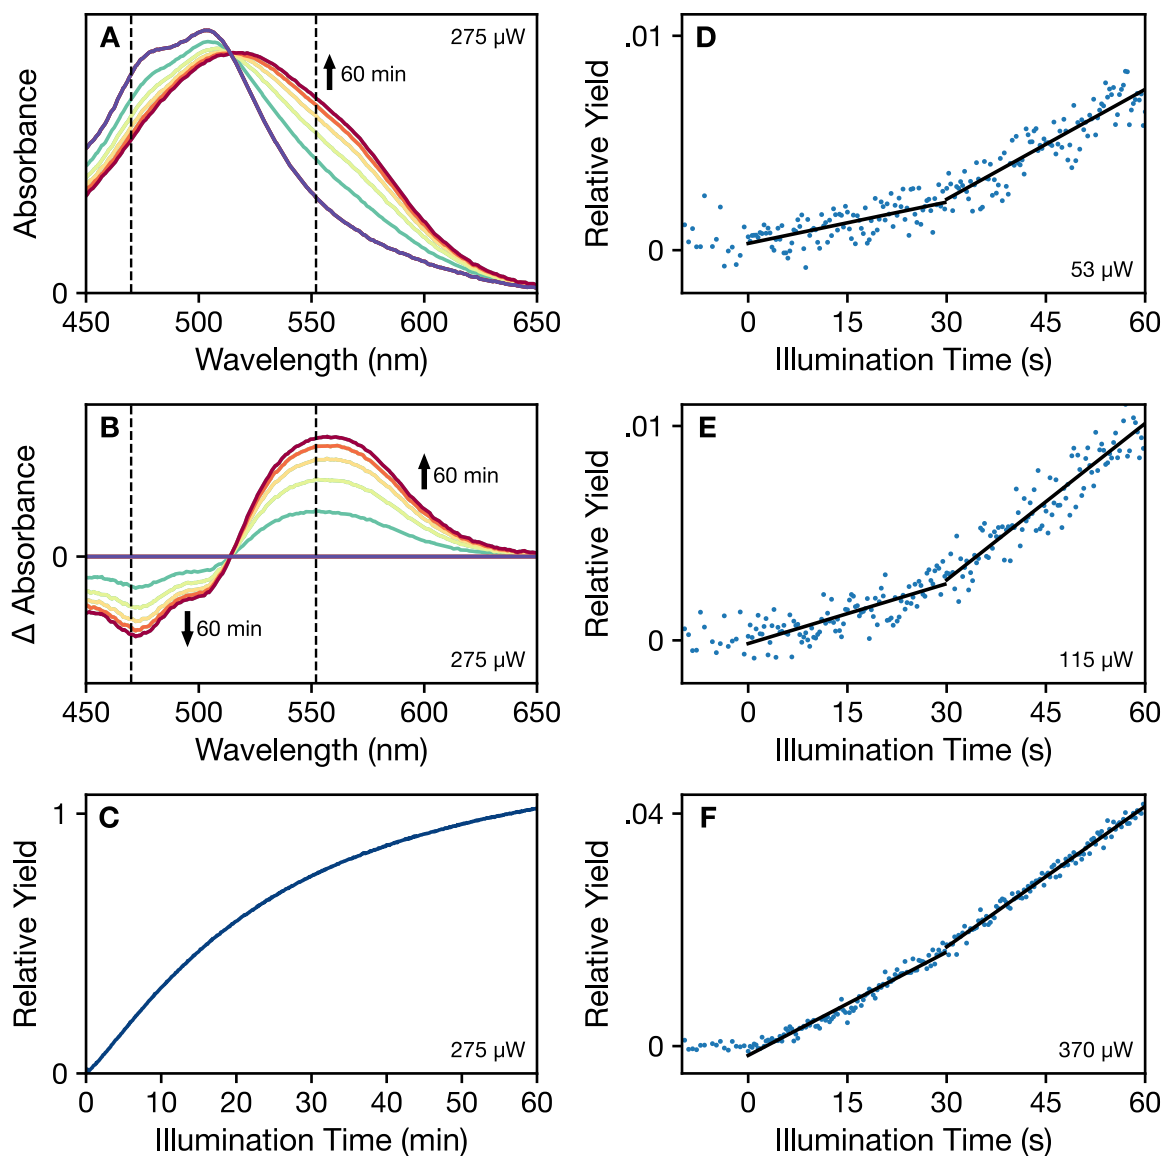 A
275 µW
60 min
Absorbance
0
450
500
550
600
650
Wavelength (nm)
B
60 min
60 min
Δ Absorbance
0
275 µW
450
500
550
600
650
Wavelength (nm)
C
1
Relative Yield
0
275 µW
0
10
20
30
40
50
60
Illumination Time (min)
D
.01
Relative Yield
0
53 µW
0
15
30
45
60
Illumination Time (s)
E
.01
Relative Yield
0
115 µW
0
15
30
45
60
Illumination Time (s)
F
.04
Relative Yield
0
370 µW
0
15
30
45
60
Illumination Time (s)